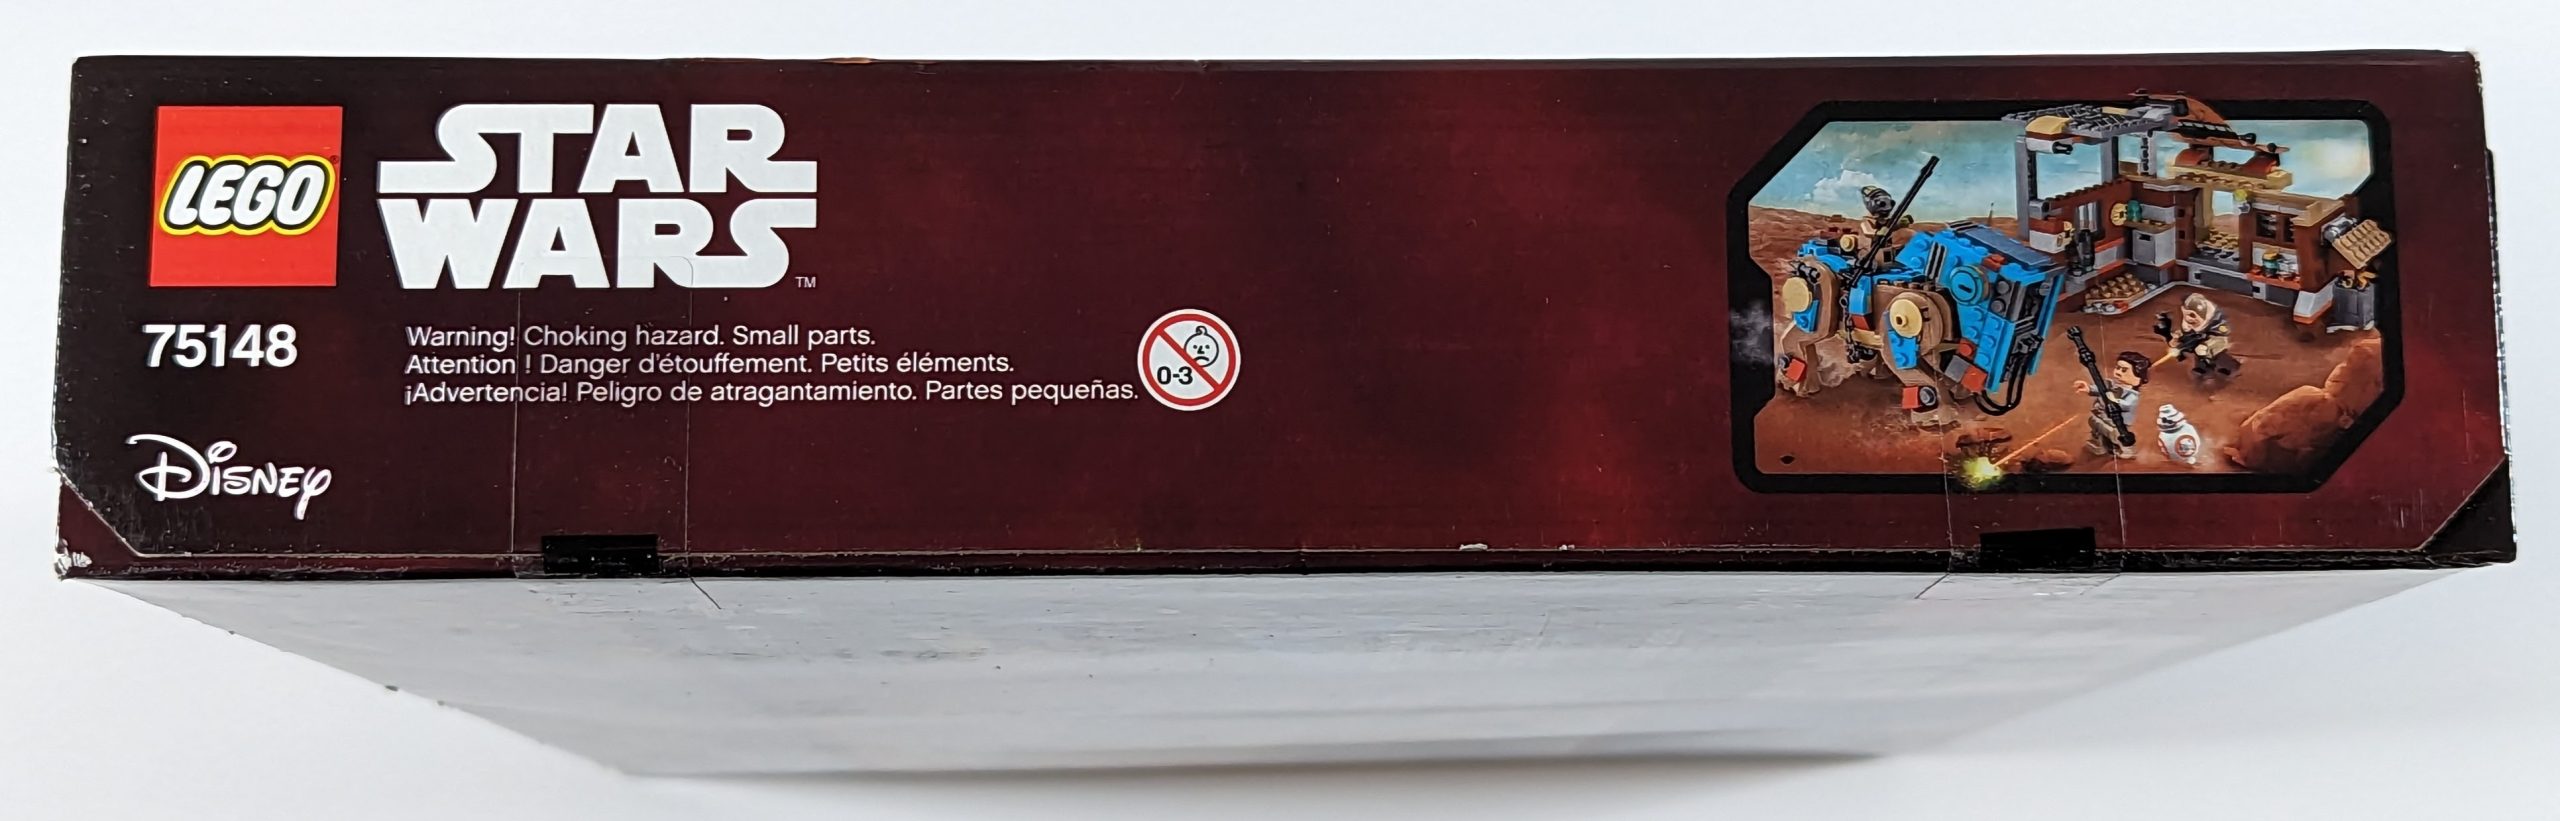 LEGO
STAR
WARS
TM
75148
Warning! Choking hazard. Small parts.
Attention ! Danger d'étouffement. Petits éléments.
¡Advertencia! Peligro de atragantamiento. Partes pequeñas.
0-3
Disney